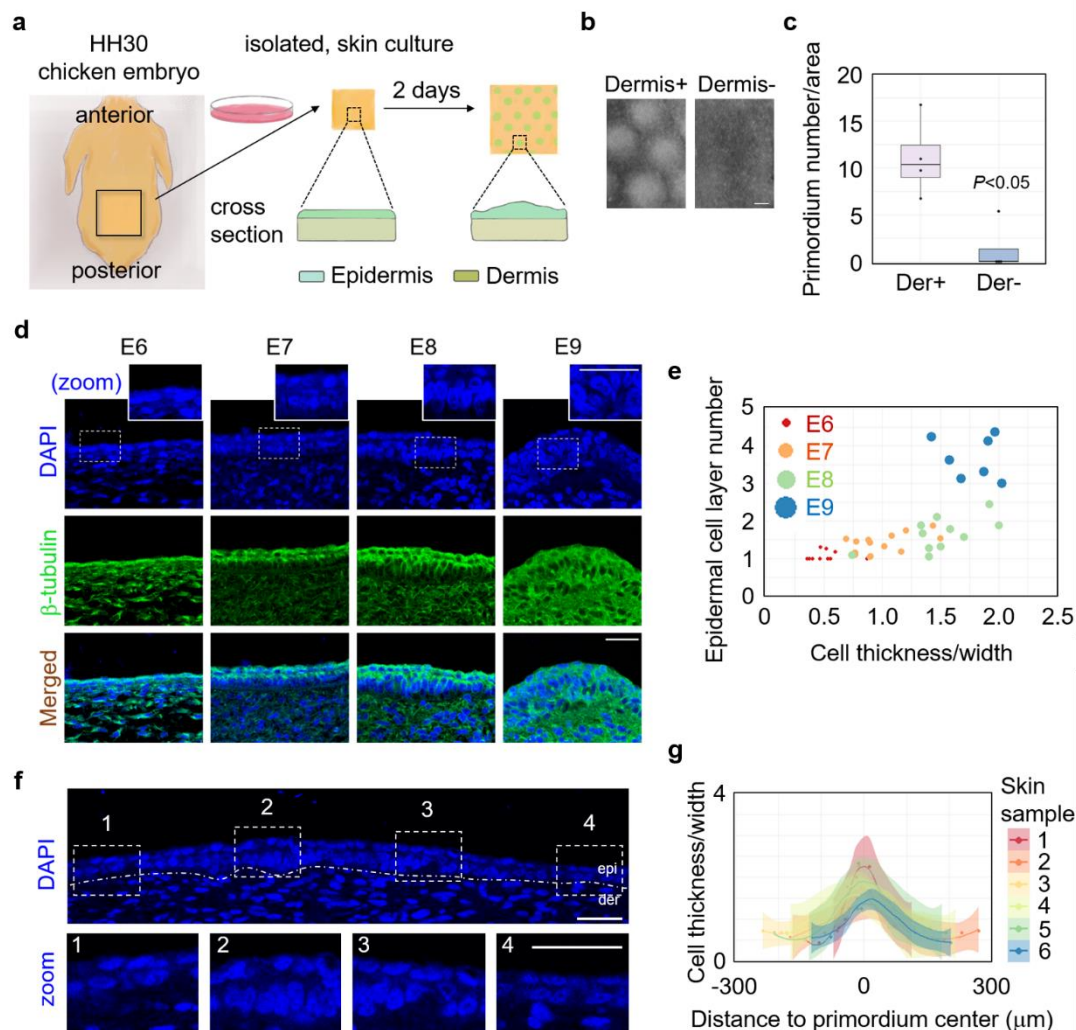 a
HH30
chicken embryo
anterior
posterior
isolated, skin culture
2 days
cross
section
Epidermis
Dermis
b
Dermis+ Dermis-
c
Primordium number/area
20
15
10
5
0
P<0.05
Der+ Der-
d
E6 E7 E8 E9
(zoom)
DAPI
β-tubulin
Merged
e
Epidermal cell layer number
5
4
3
2
1
0
E6
E7
E8
E9
0 0.5 1.0 1.5 2.0 2.5
Cell thickness/width
f
DAPI
1 2 3 4
epi
der
zoom
1 2 3 4
g
Cell thickness/width
4
0
-300 0 300
Distance to primordium center (μm)
Skin
sample
1
2
3
4
5
6